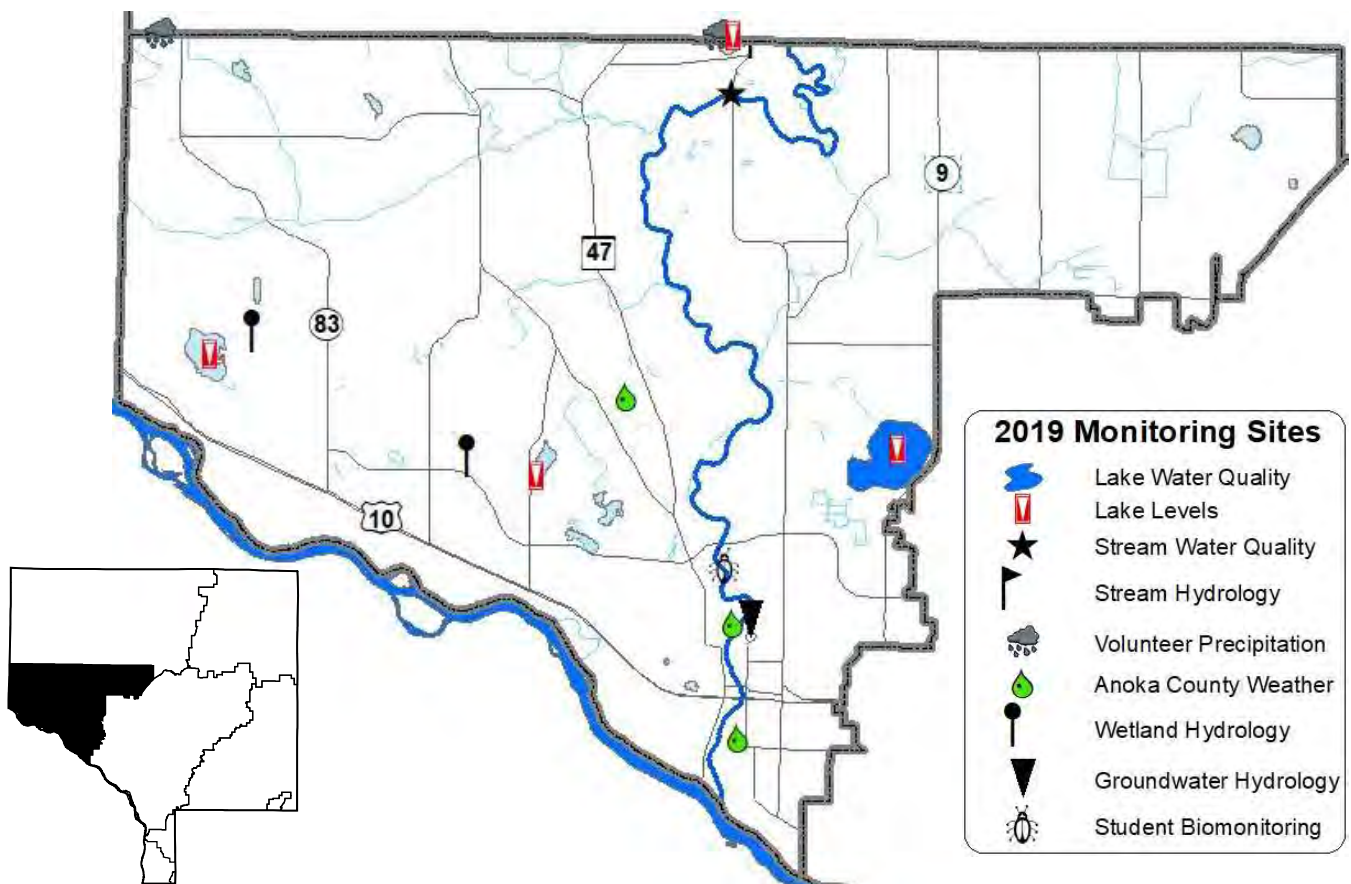 9
47
83
10
2019 Monitoring Sites
Lake Water Quality
Lake Levels
Stream Water Quality
Stream Hydrology
Volunteer Precipitation
Anoka County Weather
Wetland Hydrology
Groundwater Hydrology
Student Biomonitoring